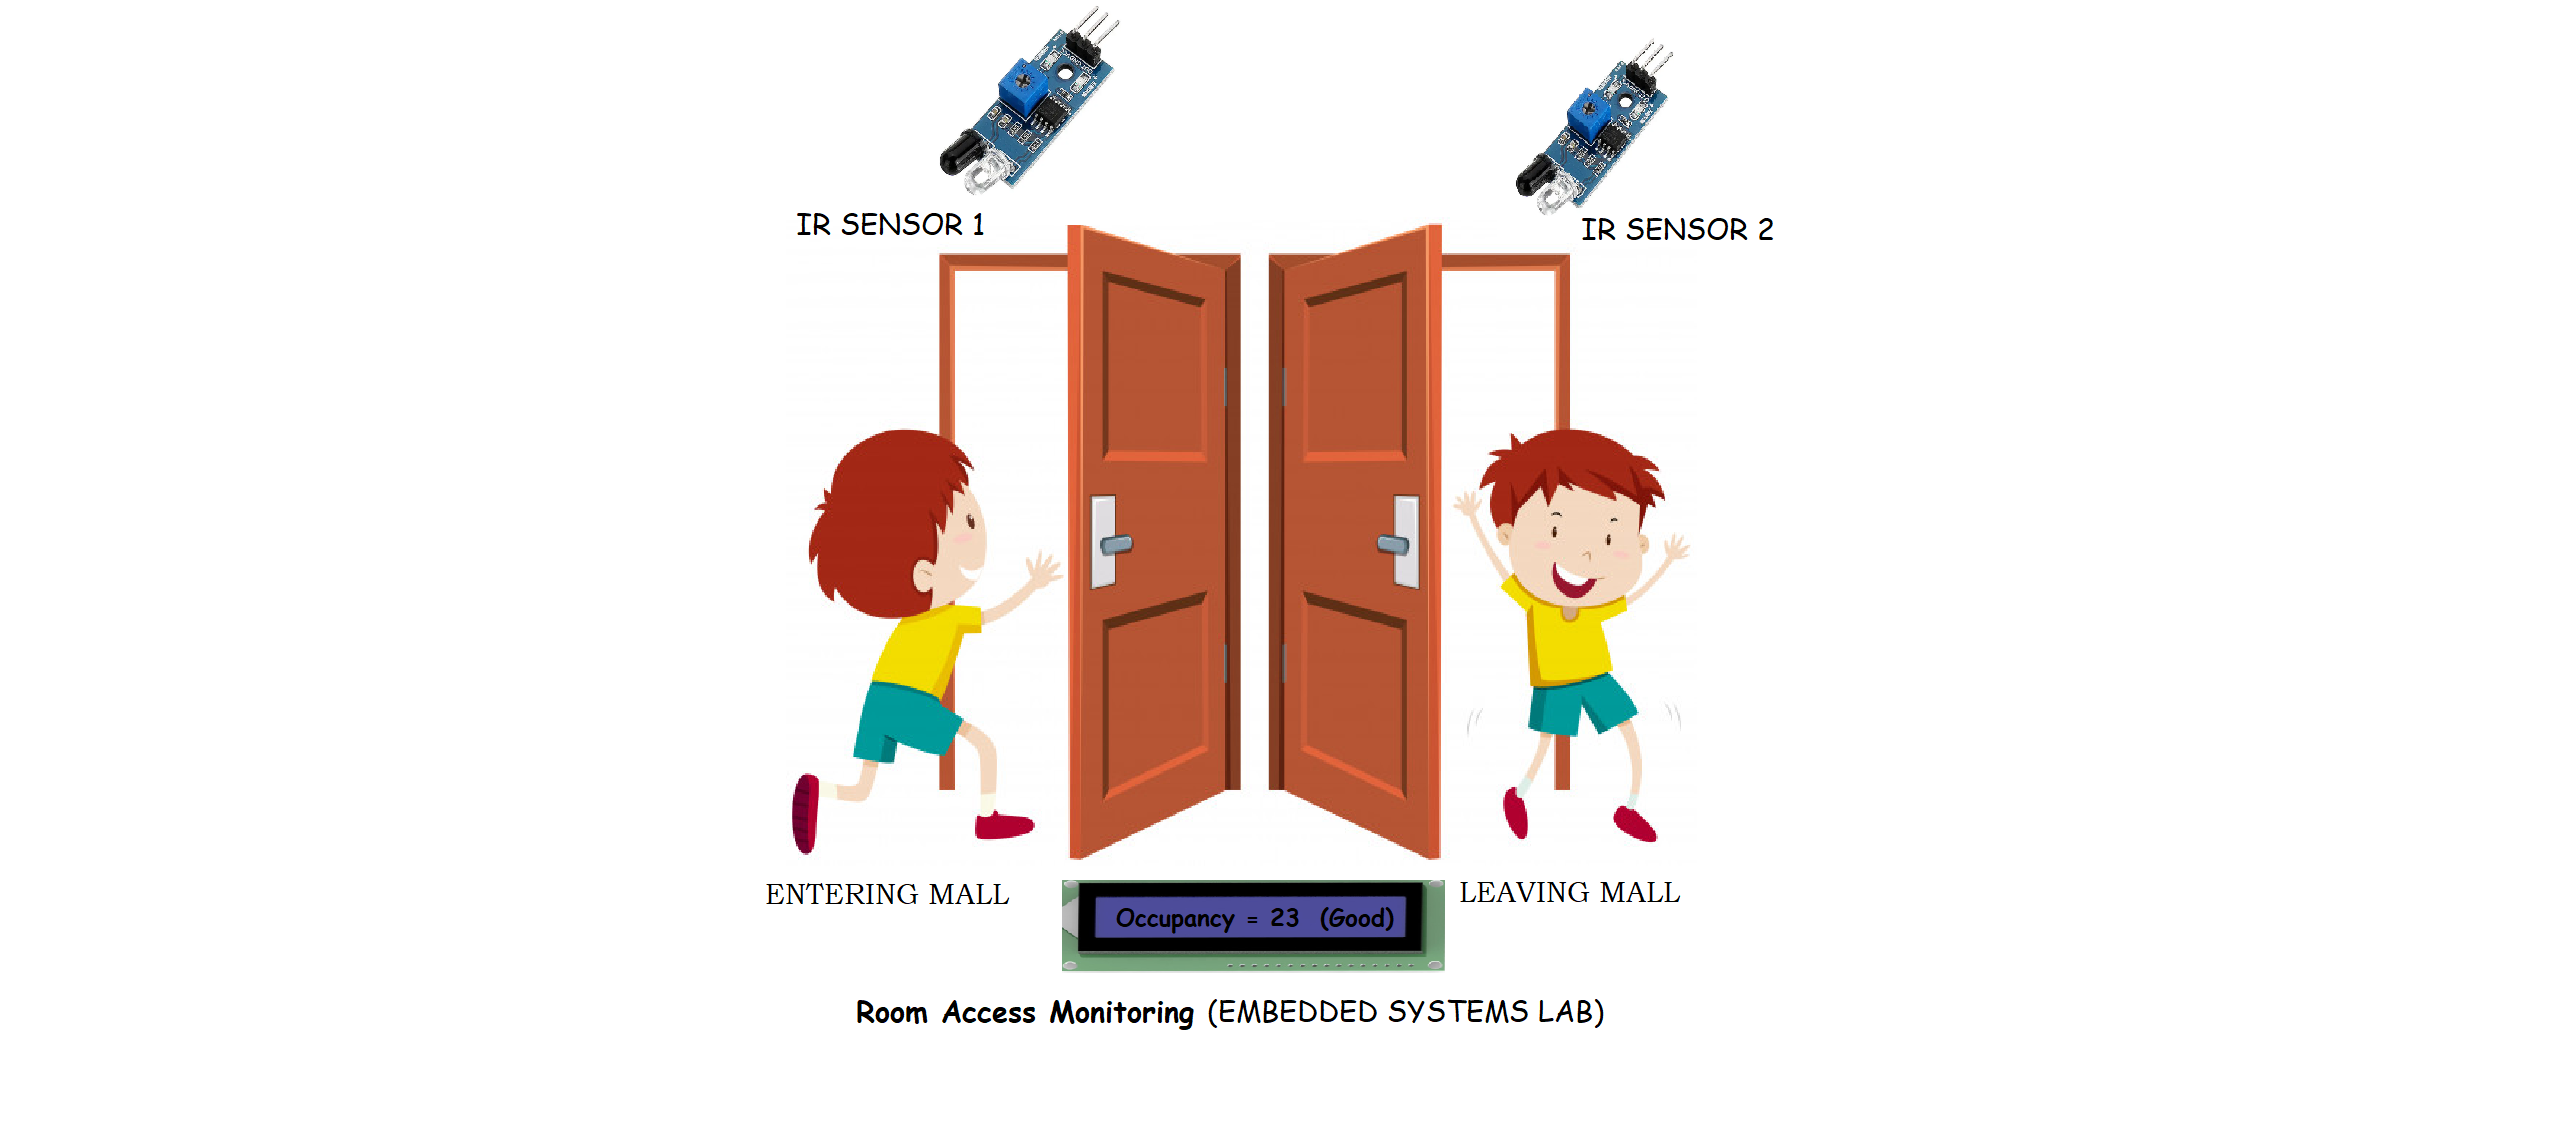 IR SENSOR 1
IR SENSOR 2
ENTERING MALL
LEAVING MALL
Occupancy = 23 (Good)
Room Access Monitoring (EMBEDDED SYSTEMS LAB)